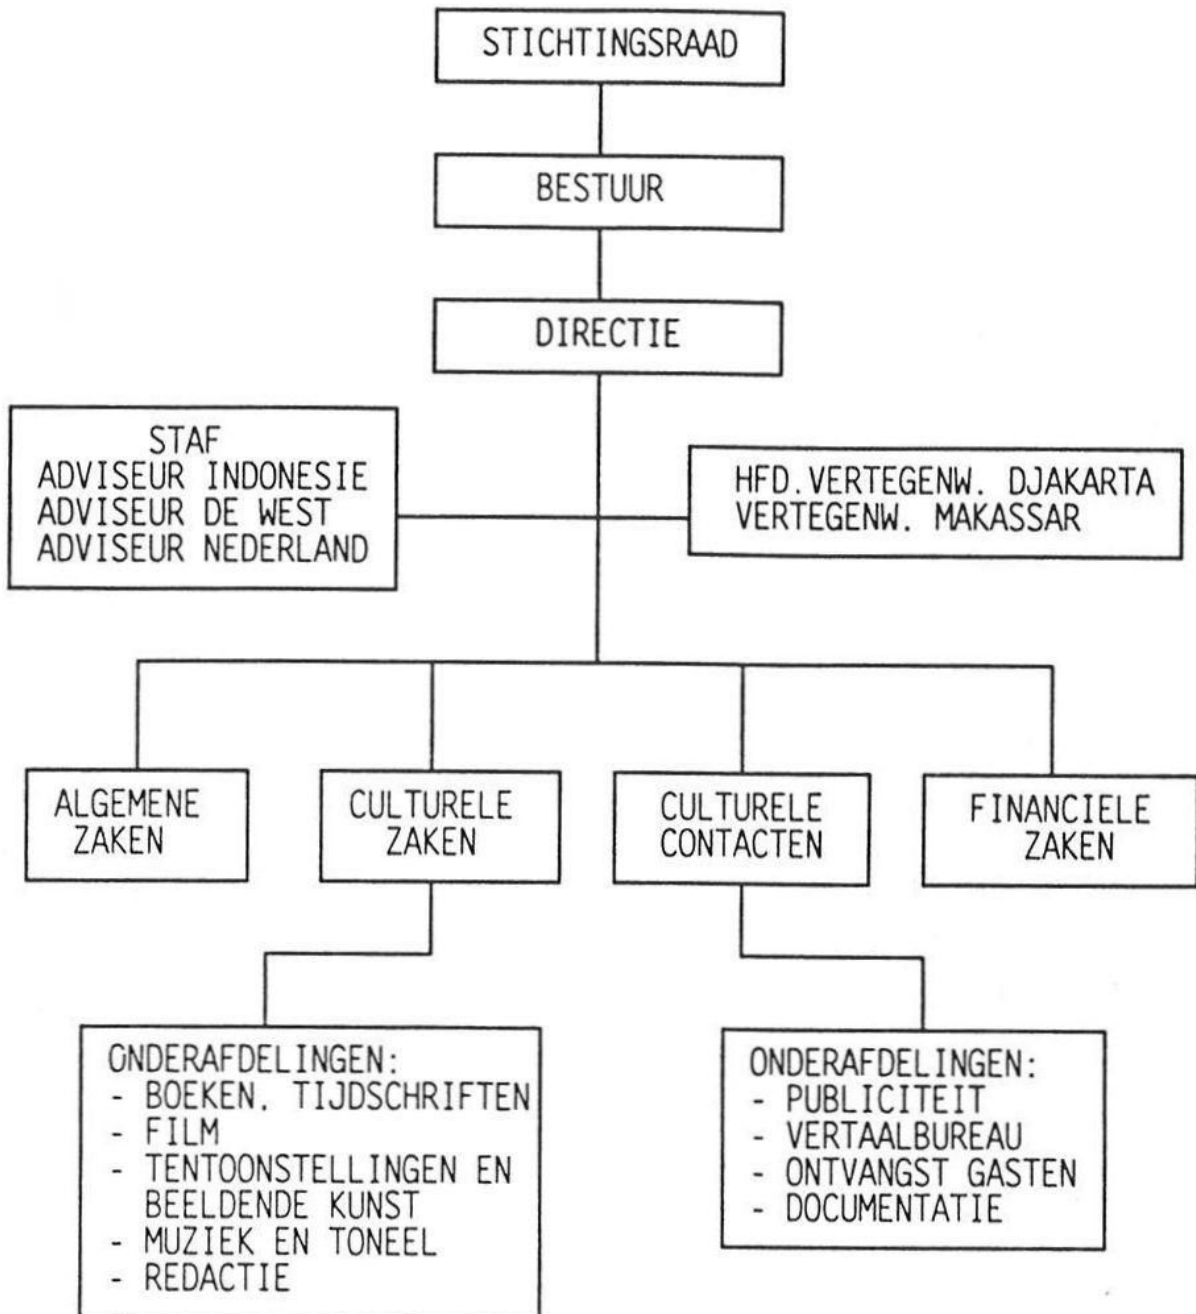 STICHTINGSRAAD
BESTUUR
DIRECTIE
STAF
ADVISEUR INDONESIE
ADVISEUR DE WEST
ADVISEUR NEDERLAND
HFD.VERTEGENW. DJAKARTA
VERTEGENW. MAKASSAR
ALGEMENE
ZAKEN
CULTURELE
ZAKEN
CULTURELE
CONTACTEN
FINANCIELE
ZAKEN
ONDERAFDELINGEN:
- BOEKEN. TIJDSCHRIFTEN
- FILM
- TENTOONSTELLINGEN EN
BEELDENDE KUNST
- MUZIEK EN TONEEL
- REDACTIE
ONDERAFDELINGEN:
- PUBLICITEIT
- VERTAALBUREAU
- ONTVANGST GASTEN
- DOCUMENTATIE